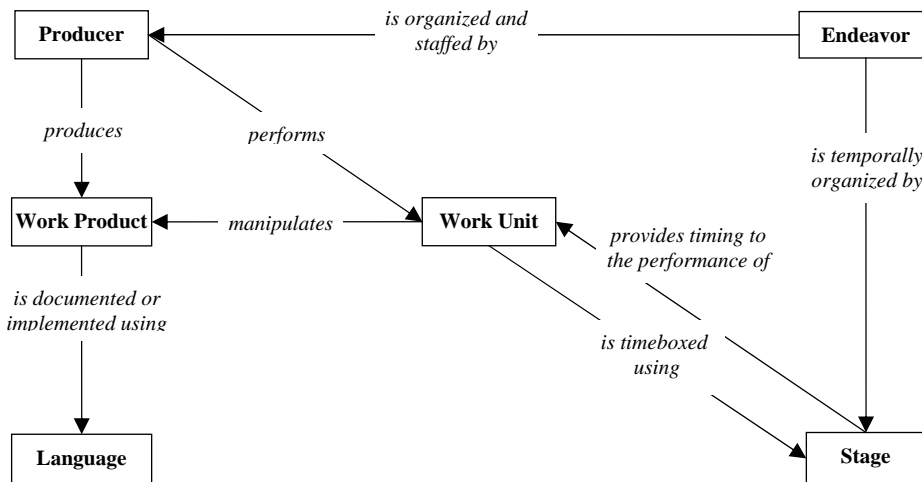 is organized and
staffed by
Producer
Endeavor
produces
performs
is temporally
organized by
Work Product
manipulates
Work Unit
provides timing to
the performance of
is documented or
implemented using
is timeboxed
using
Language
Stage